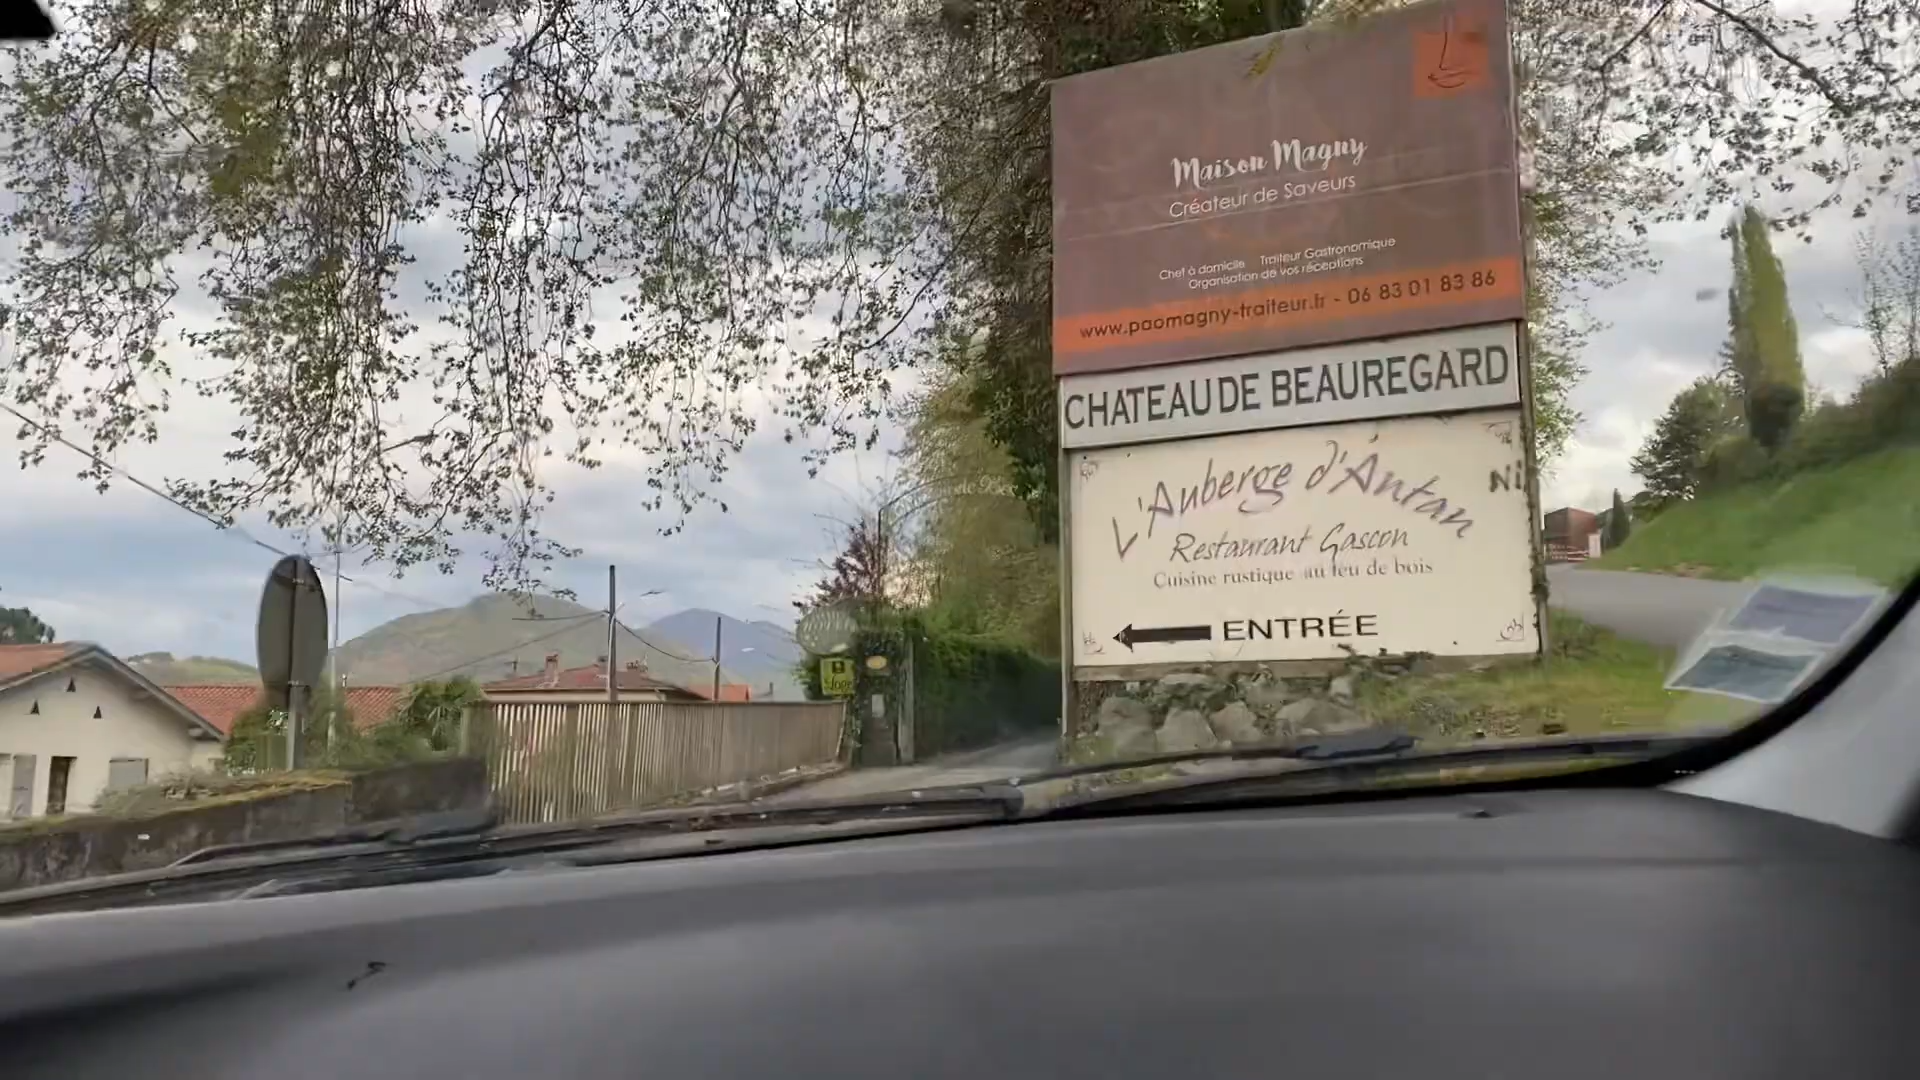 Maison Magny
Créateur de Saveurs
Chef à domicile Traiteur Gastronomique
Organisation de vos réceptions
www.paomagny-traiteur.fr - 06 83 01 83 86
CHATEAU DE BEAUREGARD
L'Auberge d'Antan
Restaurant Gascon
Cuisine rustique au feu de bois
ENTRÉE
Ni